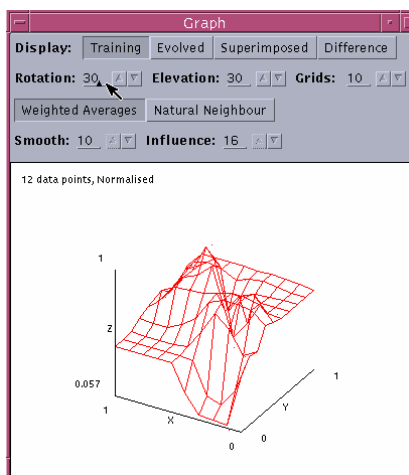 Graph
Display: Training Evolved Superimposed Difference
Rotation: 30 Elevation: 30 Grids: 10
Weighted Averages Natural Neighbour
Smooth: 10 Influence: 16
12 data points, Normalised
1
Z
0.057
1
X
0
0
Y
1